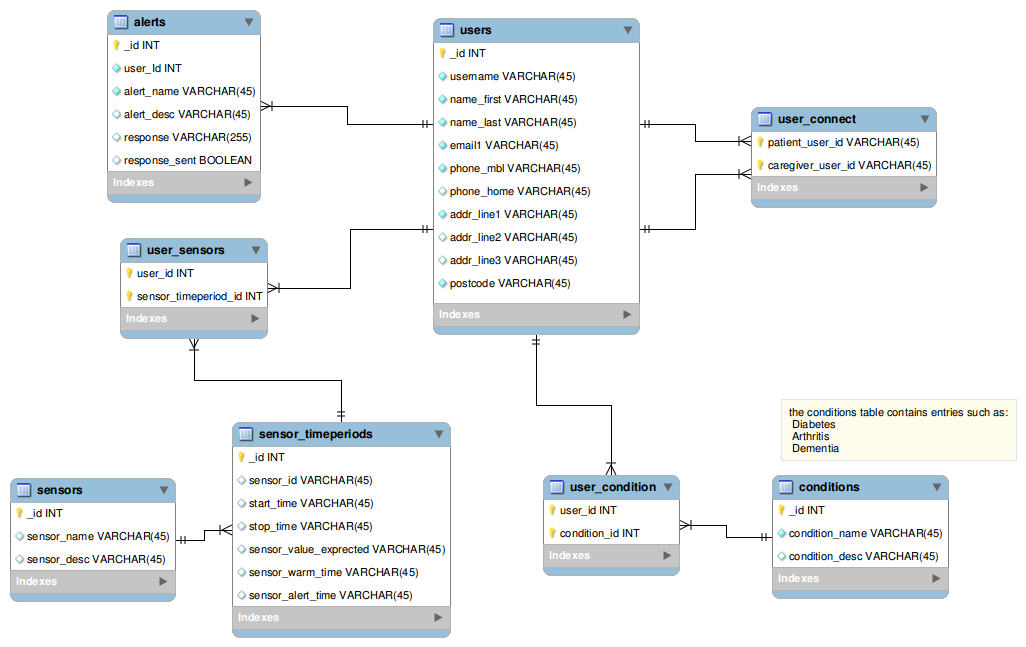 alerts
_id INT
user_Id INT
alert_name VARCHAR(45)
alert_desc VARCHAR(45)
response VARCHAR(255)
response_sent BOOLEAN
Indexes
users
_id INT
username VARCHAR(45)
name_first VARCHAR(45)
name_last VARCHAR(45)
email1 VARCHAR(45)
phone_mbl VARCHAR(45)
phone_home VARCHAR(45)
addr_line1 VARCHAR(45)
addr_line2 VARCHAR(45)
addr_line3 VARCHAR(45)
postcode VARCHAR(45)
Indexes
user_connect
patient_user_id VARCHAR(45)
caregiver_user_id VARCHAR(45)
Indexes
user_sensors
user_id INT
sensor_timeperiod_id INT
Indexes
sensor_timeperiods
_id INT
sensor_id VARCHAR(45)
start_time VARCHAR(45)
stop_time VARCHAR(45)
sensor_value_exprected VARCHAR(45)
sensor_warm_time VARCHAR(45)
sensor_alert_time VARCHAR(45)
Indexes
sensors
_id INT
sensor_name VARCHAR(45)
sensor_desc VARCHAR(45)
Indexes
the conditions table contains entries such as:
Diabetes
Arthritis
Dementia
user_condition
user_id INT
condition_id INT
Indexes
conditions
_id INT
condition_name VARCHAR(45)
condition_desc VARCHAR(45)
Indexes